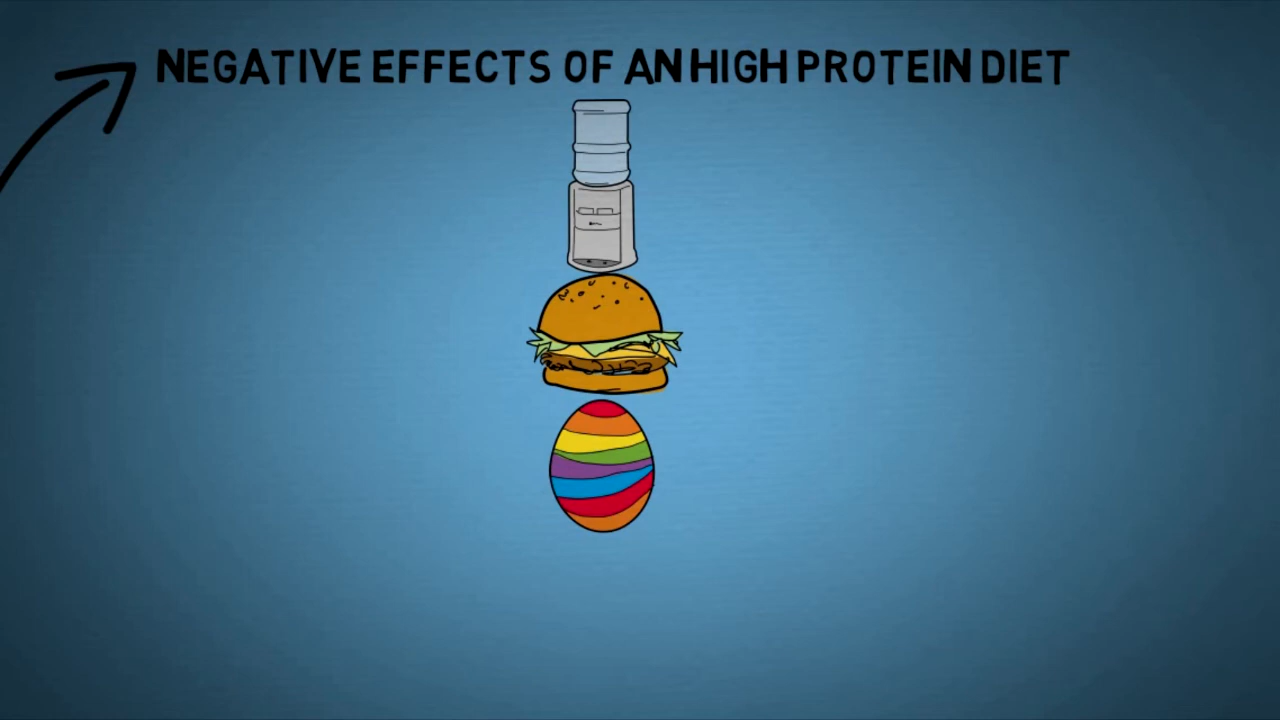 NEGATIVE EFFECTS OF AN HIGH PROTEIN DIET